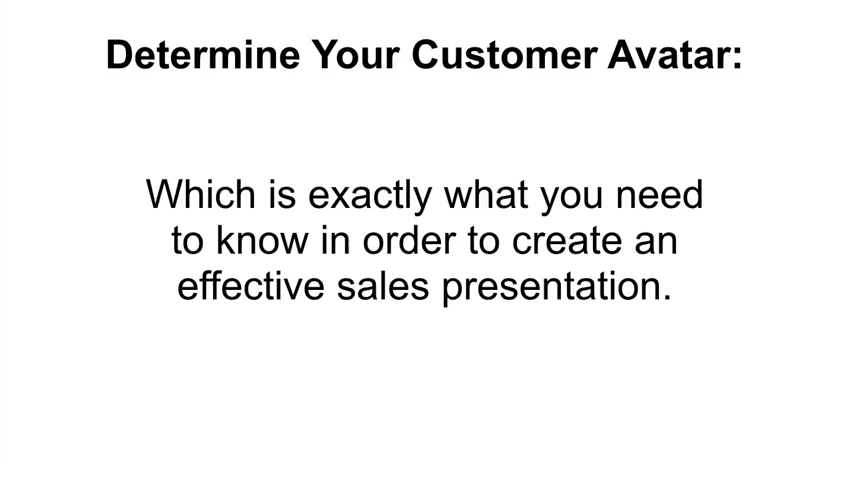 Determine Your Customer Avatar:
Which is exactly what you need
to know in order to create an
effective sales presentation.